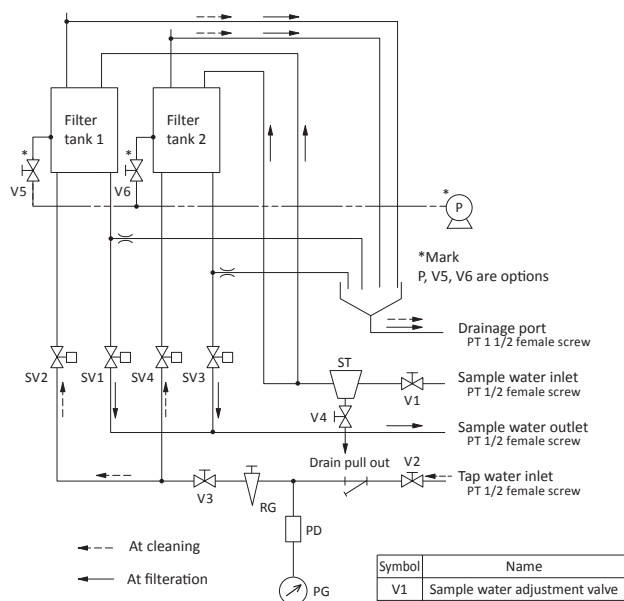 Filter
tank 1
Filter
tank 2
*
V5
*
V6
*
P
*Mark
P, V5, V6 are options
Drainage port
PT 1 1/2 female screw
SV2
SV1
SV4
SV3
ST
V1
Sample water inlet
PT 1/2 female screw
V4
Sample water outlet
PT 1/2 female screw
Drain pull out
V2
Tap water inlet
PT 1/2 female screw
V3
RG
PD
PG
At cleaning
At filteration
Symbol Name
V1 Sample water adjustment valve